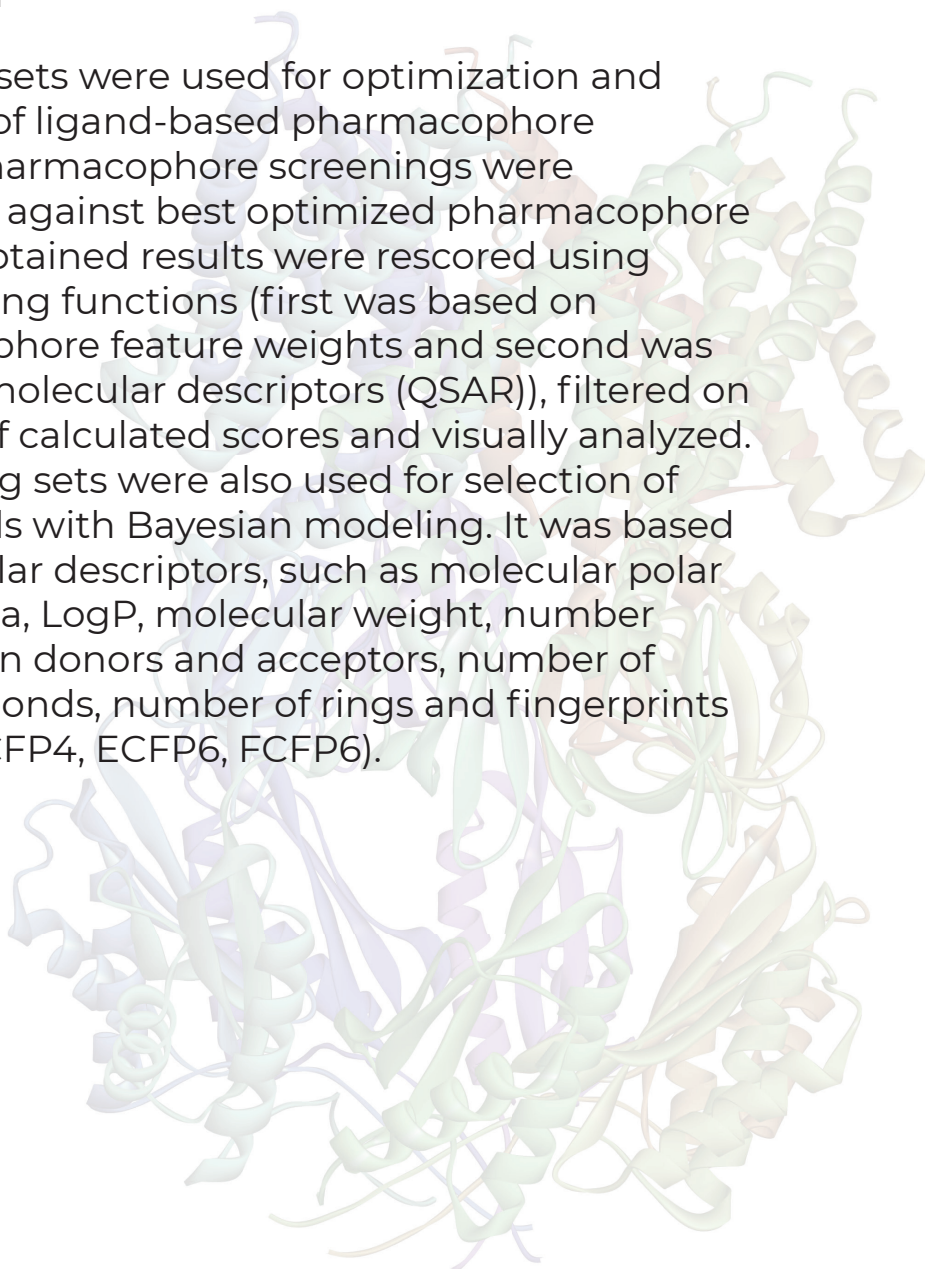 sets were used for optimization and
of ligand-based pharmacophore
armacophore screenings were
against best optimized pharmacophore
tained results were rescored using
ng functions (first was based on
phore feature weights and second was
molecular descriptors (QSAR)), filtered on
f calculated scores and visually analyzed.
g sets were also used for selection of
ls with Bayesian modeling. It was based
lar descriptors, such as molecular polar
a, LogP, molecular weight, number
n donors and acceptors, number of
onds, number of rings and fingerprints
CFP4, ECFP6, FCFP6).